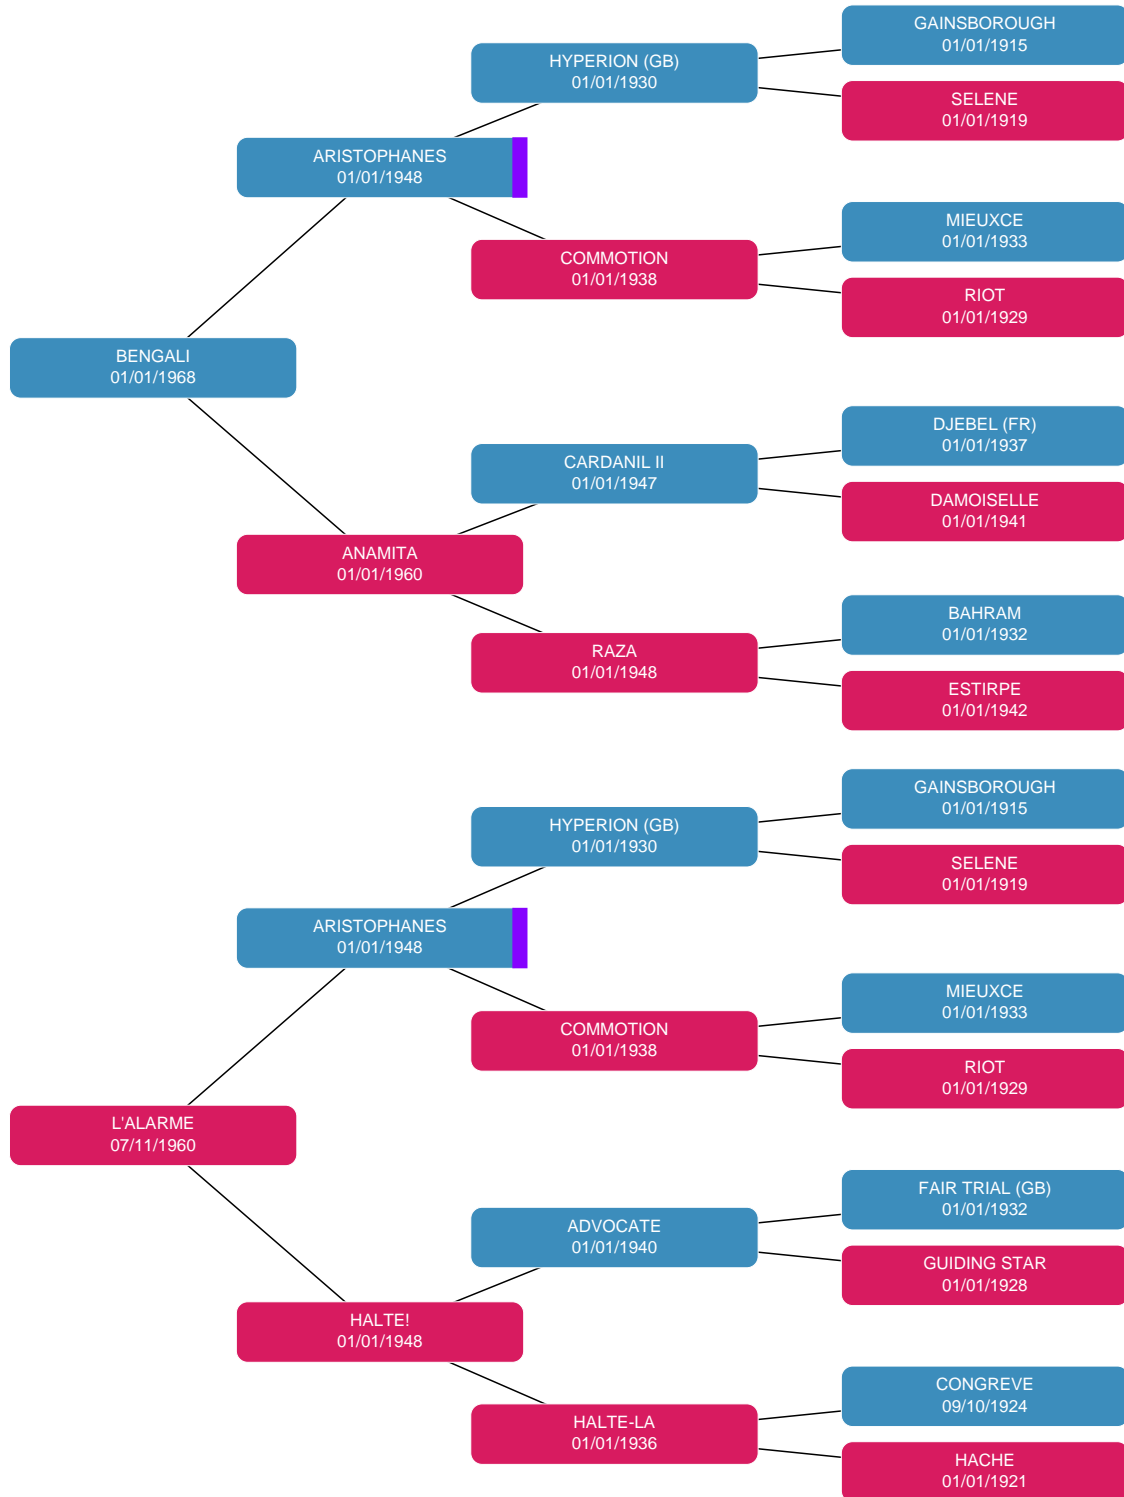 GAINSBOROUGH
01/01/1915
HYPERION (GB)
01/01/1930
SELENE
01/01/1919
ARISTOPHANES
01/01/1948
MIEUXCE
01/01/1933
COMMOTION
01/01/1938
RIOT
01/01/1929
BENGALI
01/01/1968
DJEBEL (FR)
01/01/1937
CARDANIL II
01/01/1947
DAMOISELLE
01/01/1941
ANAMITA
01/01/1960
BAHRAM
01/01/1932
RAZA
01/01/1948
ESTIRPE
01/01/1942
GAINSBOROUGH
01/01/1915
HYPERION (GB)
01/01/1930
SELENE
01/01/1919
ARISTOPHANES
01/01/1948
MIEUXCE
01/01/1933
COMMOTION
01/01/1938
RIOT
01/01/1929
L'ALARME
07/11/1960
FAIR TRIAL (GB)
01/01/1932
ADVOCATE
01/01/1940
GUIDING STAR
01/01/1928
HALTE!
01/01/1948
CONGREVE
09/10/1924
HALTE-LA
01/01/1936
HACHE
01/01/1921